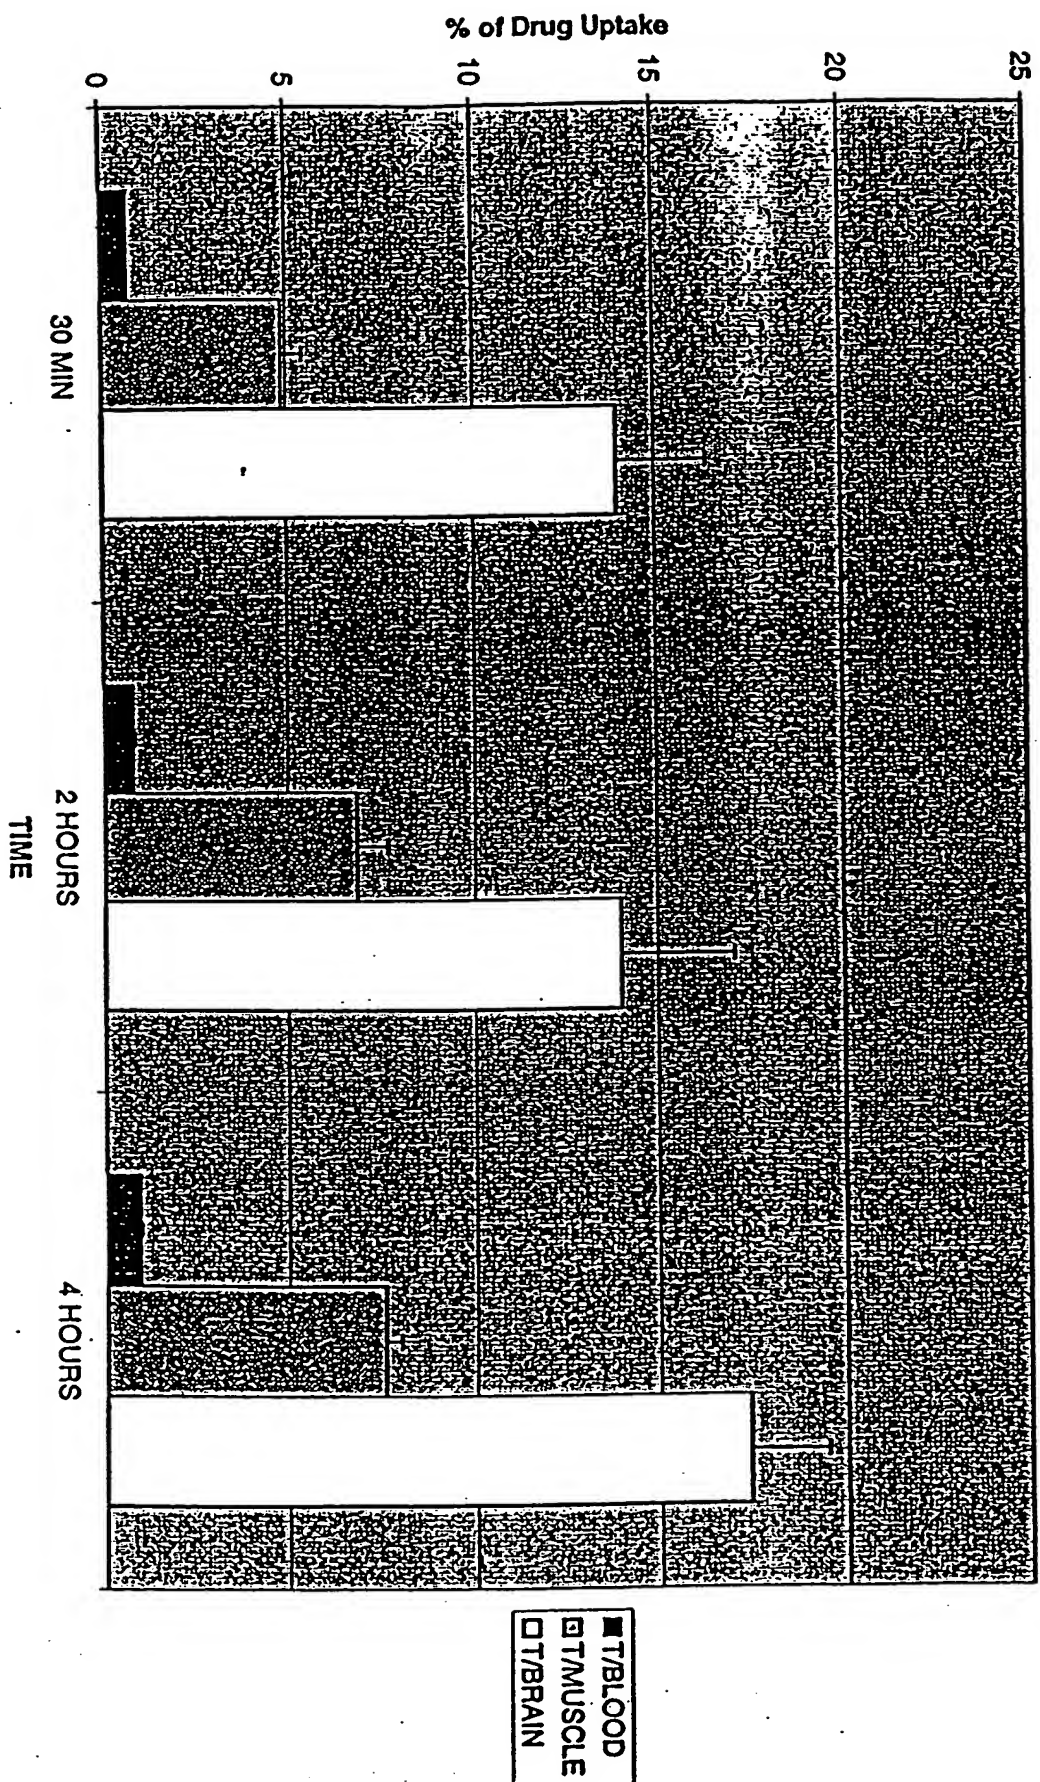 % of Drug Uptake
25
20
15
10
5
0
30 MIN
2 HOURS
4 HOURS
TIME
T/BLOOD
T/MUSCLE
T/BRAIN